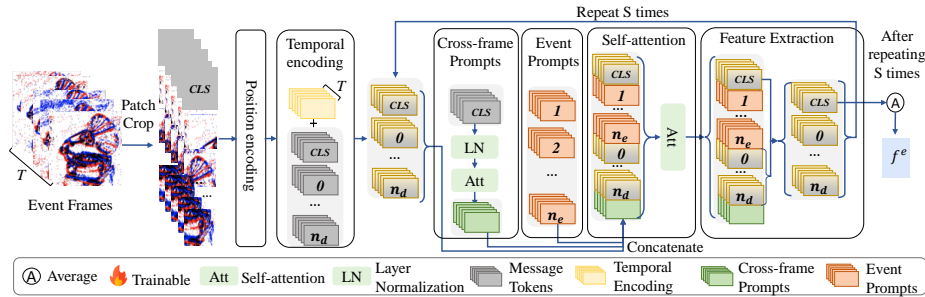 Repeat S times
Temporal
encoding
Cross-frame
Prompts
Event
Prompts
Self-attention
Feature Extraction
After
repeating
S times
T
Patch
Crop
Event Frames
T
CLS
...
Position encoding
T
+
CLS
0
...
n_d
CLS
0
...
n_d
CLS
LN
Att
1
2
...
n_e
CLS
1
...
n_e
0
...
n_d
Att
CLS
1
...
n_e
0
...
n_d
CLS
0
...
n_d
A
f^e
Concatenate
A Average
Trainable
Att Self-attention
LN Layer
Normalization
Message
Tokens
Temporal
Encoding
Cross-frame
Prompts
Event
Prompts